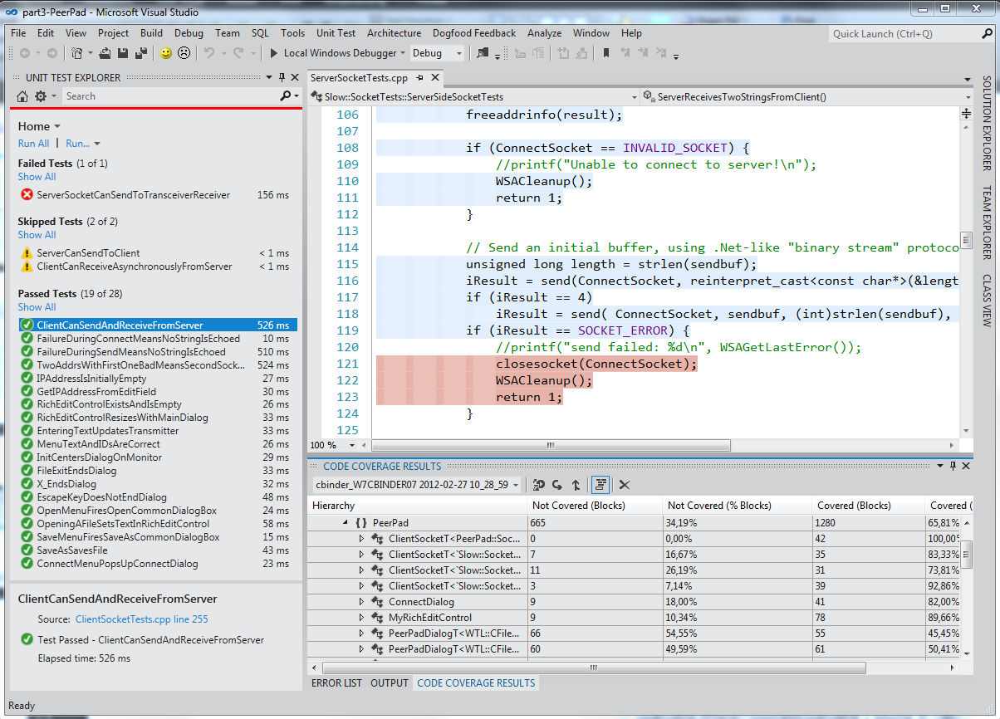 part3-PeerPad - Microsoft Visual Studio
File Edit View Project Build Debug Team SQL Tools Unit Test Architecture Dogfood Feedback Analyze Window Help
Quick Launch (Ctrl+Q)
Local Windows Debugger Debug
UNIT TEST EXPLORER
Search
Home
Run All | Run...
Failed Tests (1 of 1)
Show All
ServerSocketCanSendToTransceiverReceiver 156 ms
Skipped Tests (2 of 2)
Show All
ServerCanSendToClient < 1 ms
ClientCanReceiveAsynchronouslyFromServer < 1 ms
Passed Tests (19 of 28)
Show All
ClientCanSendAndReceiveFromServer 526 ms
FailureDuringConnectMeansNoStringIsEchoed 10 ms
FailureDuringSendMeansNoStringIsEchoed 510 ms
TwoAddrsWithFirstOneBadMeansSecondSock... 524 ms
IPAddressIsInitiallyEmpty 27 ms
GetIPAddressFromEditField 30 ms
RichEditControlExistsAndIsEmpty 26 ms
RichEditControlResizesWithMainDialog 33 ms
EnteringTextUpdatesTransmitter 33 ms
MenuTextAndIDsAreCorrect 26 ms
InitCentersDialogOnMonitor 29 ms
FileExitEndsDialog 33 ms
X_EndsDialog 32 ms
EscapeKeyDoesNotEndDialog 48 ms
OpenMenuFiresOpenCommonDialogBox 24 ms
OpeningAFileSetsTextInRichEditControl 58 ms
SaveMenuFiresSaveAsCommonDialogBox 15 ms
SaveAsSavesFile 43 ms
ConnectMenuPopsUpConnectDialog 23 ms
ClientCanSendAndReceiveFromServer
Source: ClientSocketTests.cpp line 255
Test Passed - ClientCanSendAndReceiveFromServer
Elapsed time: 526 ms
ServerSocketTests.cpp
Slow::SocketTests::ServerSideSocketTests ServerReceivesTwoStringsFromClient()
106 freeaddrinfo(result);
107
108 if (ConnectSocket == INVALID_SOCKET) {
109 //printf("Unable to connect to server!\n");
110 WSACleanup();
111 return 1;
112 }
113
114 // Send an initial buffer, using .Net-like "binary stream" protoco
115 unsigned long length = strlen(sendbuf);
116 iResult = send(ConnectSocket, reinterpret_cast<const char*>(&lengt
117 if (iResult == 4)
118 iResult = send( ConnectSocket, sendbuf, (int)strlen(sendbuf),
119 if (iResult == SOCKET_ERROR) {
120 //printf("send failed: %d\n", WSAGetLastError());
121 closesocket(ConnectSocket);
122 WSACleanup();
123 return 1;
124 }
125
100 %
CODE COVERAGE RESULTS
cbinder_W7CBINDER07 2012-02-27 10_28_59
Hierarchy Not Covered (Blocks) Not Covered (% Blocks) Covered (Blocks) Covered (
{} PeerPad 665 34,19% 1280 65,81%
ClientSocketT<PeerPad::Soc... 0 0,00% 42 100,00%
ClientSocketT<`Slow::Socket... 7 16,67% 35 83,33%
ClientSocketT<`Slow::Socket... 11 26,19% 31 73,81%
ClientSocketT<`Slow::Socket... 3 7,14% 39 92,86%
ConnectDialog 9 18,00% 41 82,00%
MyRichEditControl 9 10,34% 78 89,66%
PeerPadDialogT<WTL::CFile... 66 54,55% 55 45,45%
PeerPadDialogT<WTL::CFile... 60 49,59% 61 50,41%
ERROR LIST OUTPUT CODE COVERAGE RESULTS
SOLUTION EXPLORER
TEAM EXPLORER
CLASS VIEW
Ready